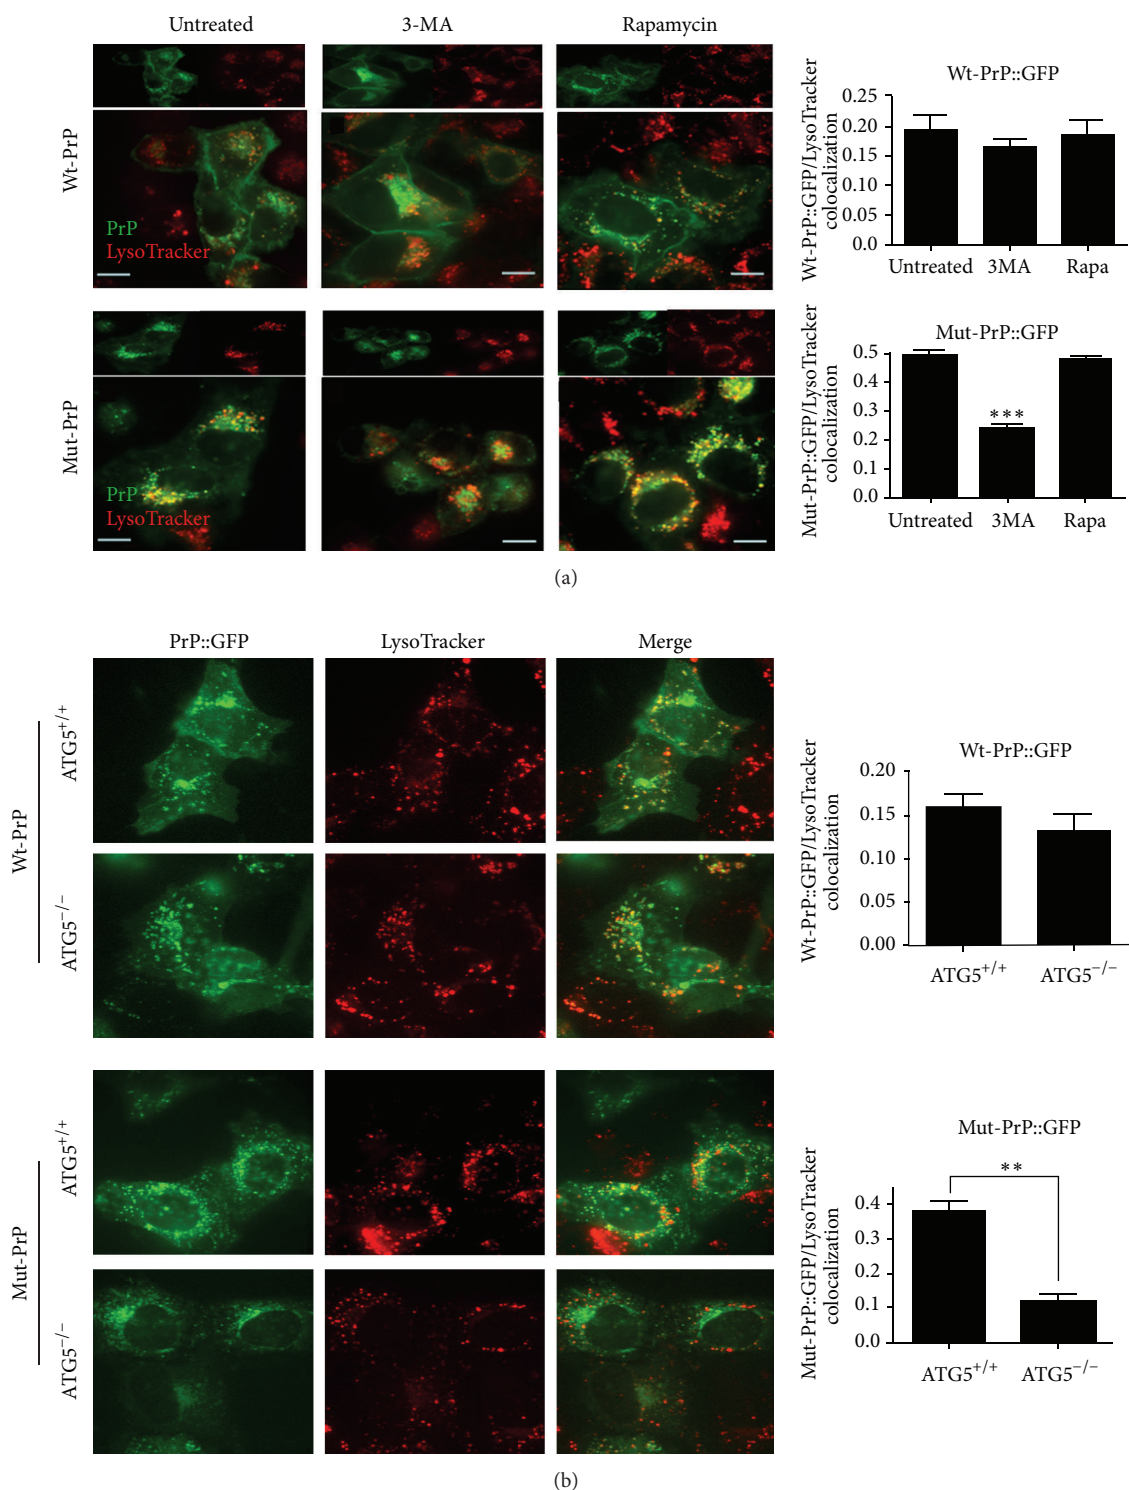 Untreated
3-MA
Rapamycin
Wt-PrP
PrP
LysoTracker
Mut-PrP
PrP
LysoTracker
Wt-PrP::GFP
Wt-PrP::GFP/LysoTracker
colocalization
0.25
0.20
0.15
0.10
0.05
0.0
Untreated
3MA
Rapa
Mut-PrP::GFP
Mut-PrP::GFP/LysoTracker
colocalization
0.5
0.4
0.3
0.2
0.1
0.0
***
Untreated
3MA
Rapa
(a)
PrP::GFP
LysoTracker
Merge
Wt-PrP
ATG5+/+
ATG5−/−
Mut-PrP
ATG5+/+
ATG5−/−
Wt-PrP::GFP
Wt-PrP::GFP/LysoTracker
colocalization
0.20
0.15
0.10
0.05
0.00
ATG5+/+
ATG5−/−
Mut-PrP::GFP
Mut-PrP::GFP/LysoTracker
colocalization
**
0.4
0.3
0.2
0.1
0.0
ATG5+/+
ATG5−/−
(b)